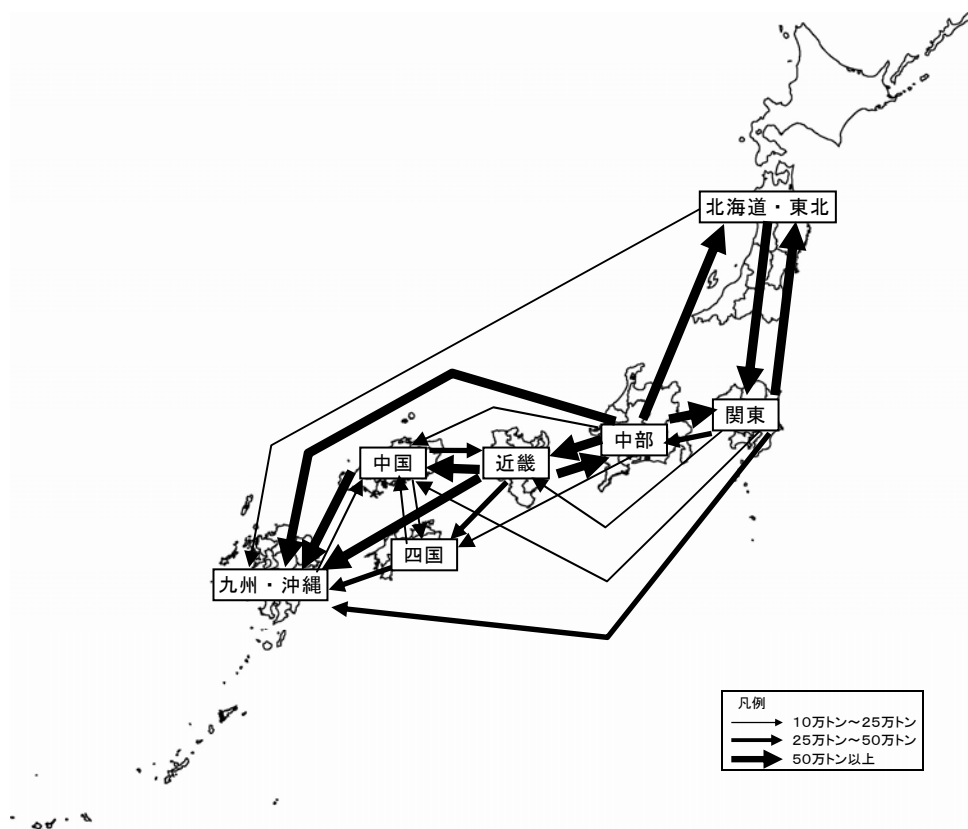 北海道・東北
関東
中部
中国
近畿
四国
九州・沖縄
凡例
10万トン～25万トン
25万トン～50万トン
50万トン以上